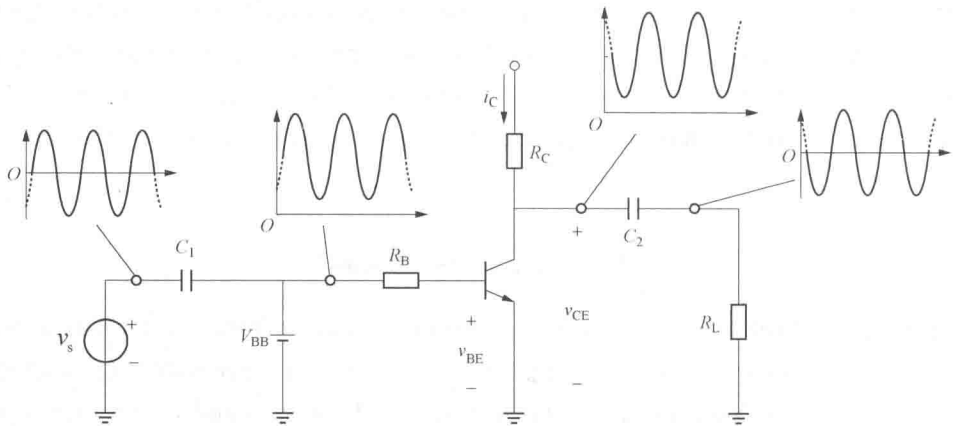 O
O
O
O
i_C
R_C
+
C_2
C_1
R_B
v_s
+
−
V_BB
+
v_BE
−
v_CE
−
R_L